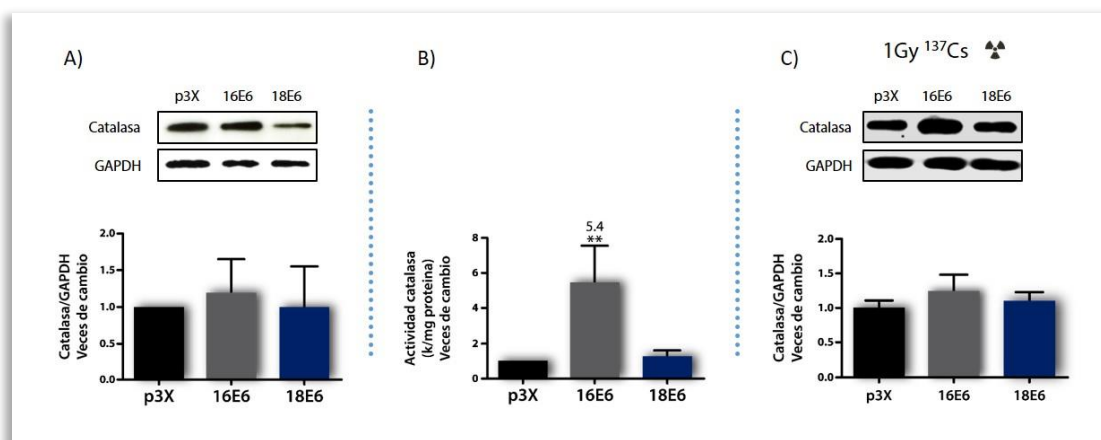 A)
p3X 16E6 18E6
Catalasa
GAPDH
Catalasa/GAPDH
Veces de cambio
2.0
1.5
1.0
0.5
0.0
p3X 16E6 18E6
B)
Actividad catalasa
(k/mg proteina)
Veces de cambio
8
6
4
2
0
5.4
**
p3X 16E6 18E6
C)
1Gy ¹³⁷Cs
p3X 16E6 18E6
Catalasa
GAPDH
Catalasa/GAPDH
Veces de cambio
2.0
1.5
1.0
0.5
0.0
p3X 16E6 18E6